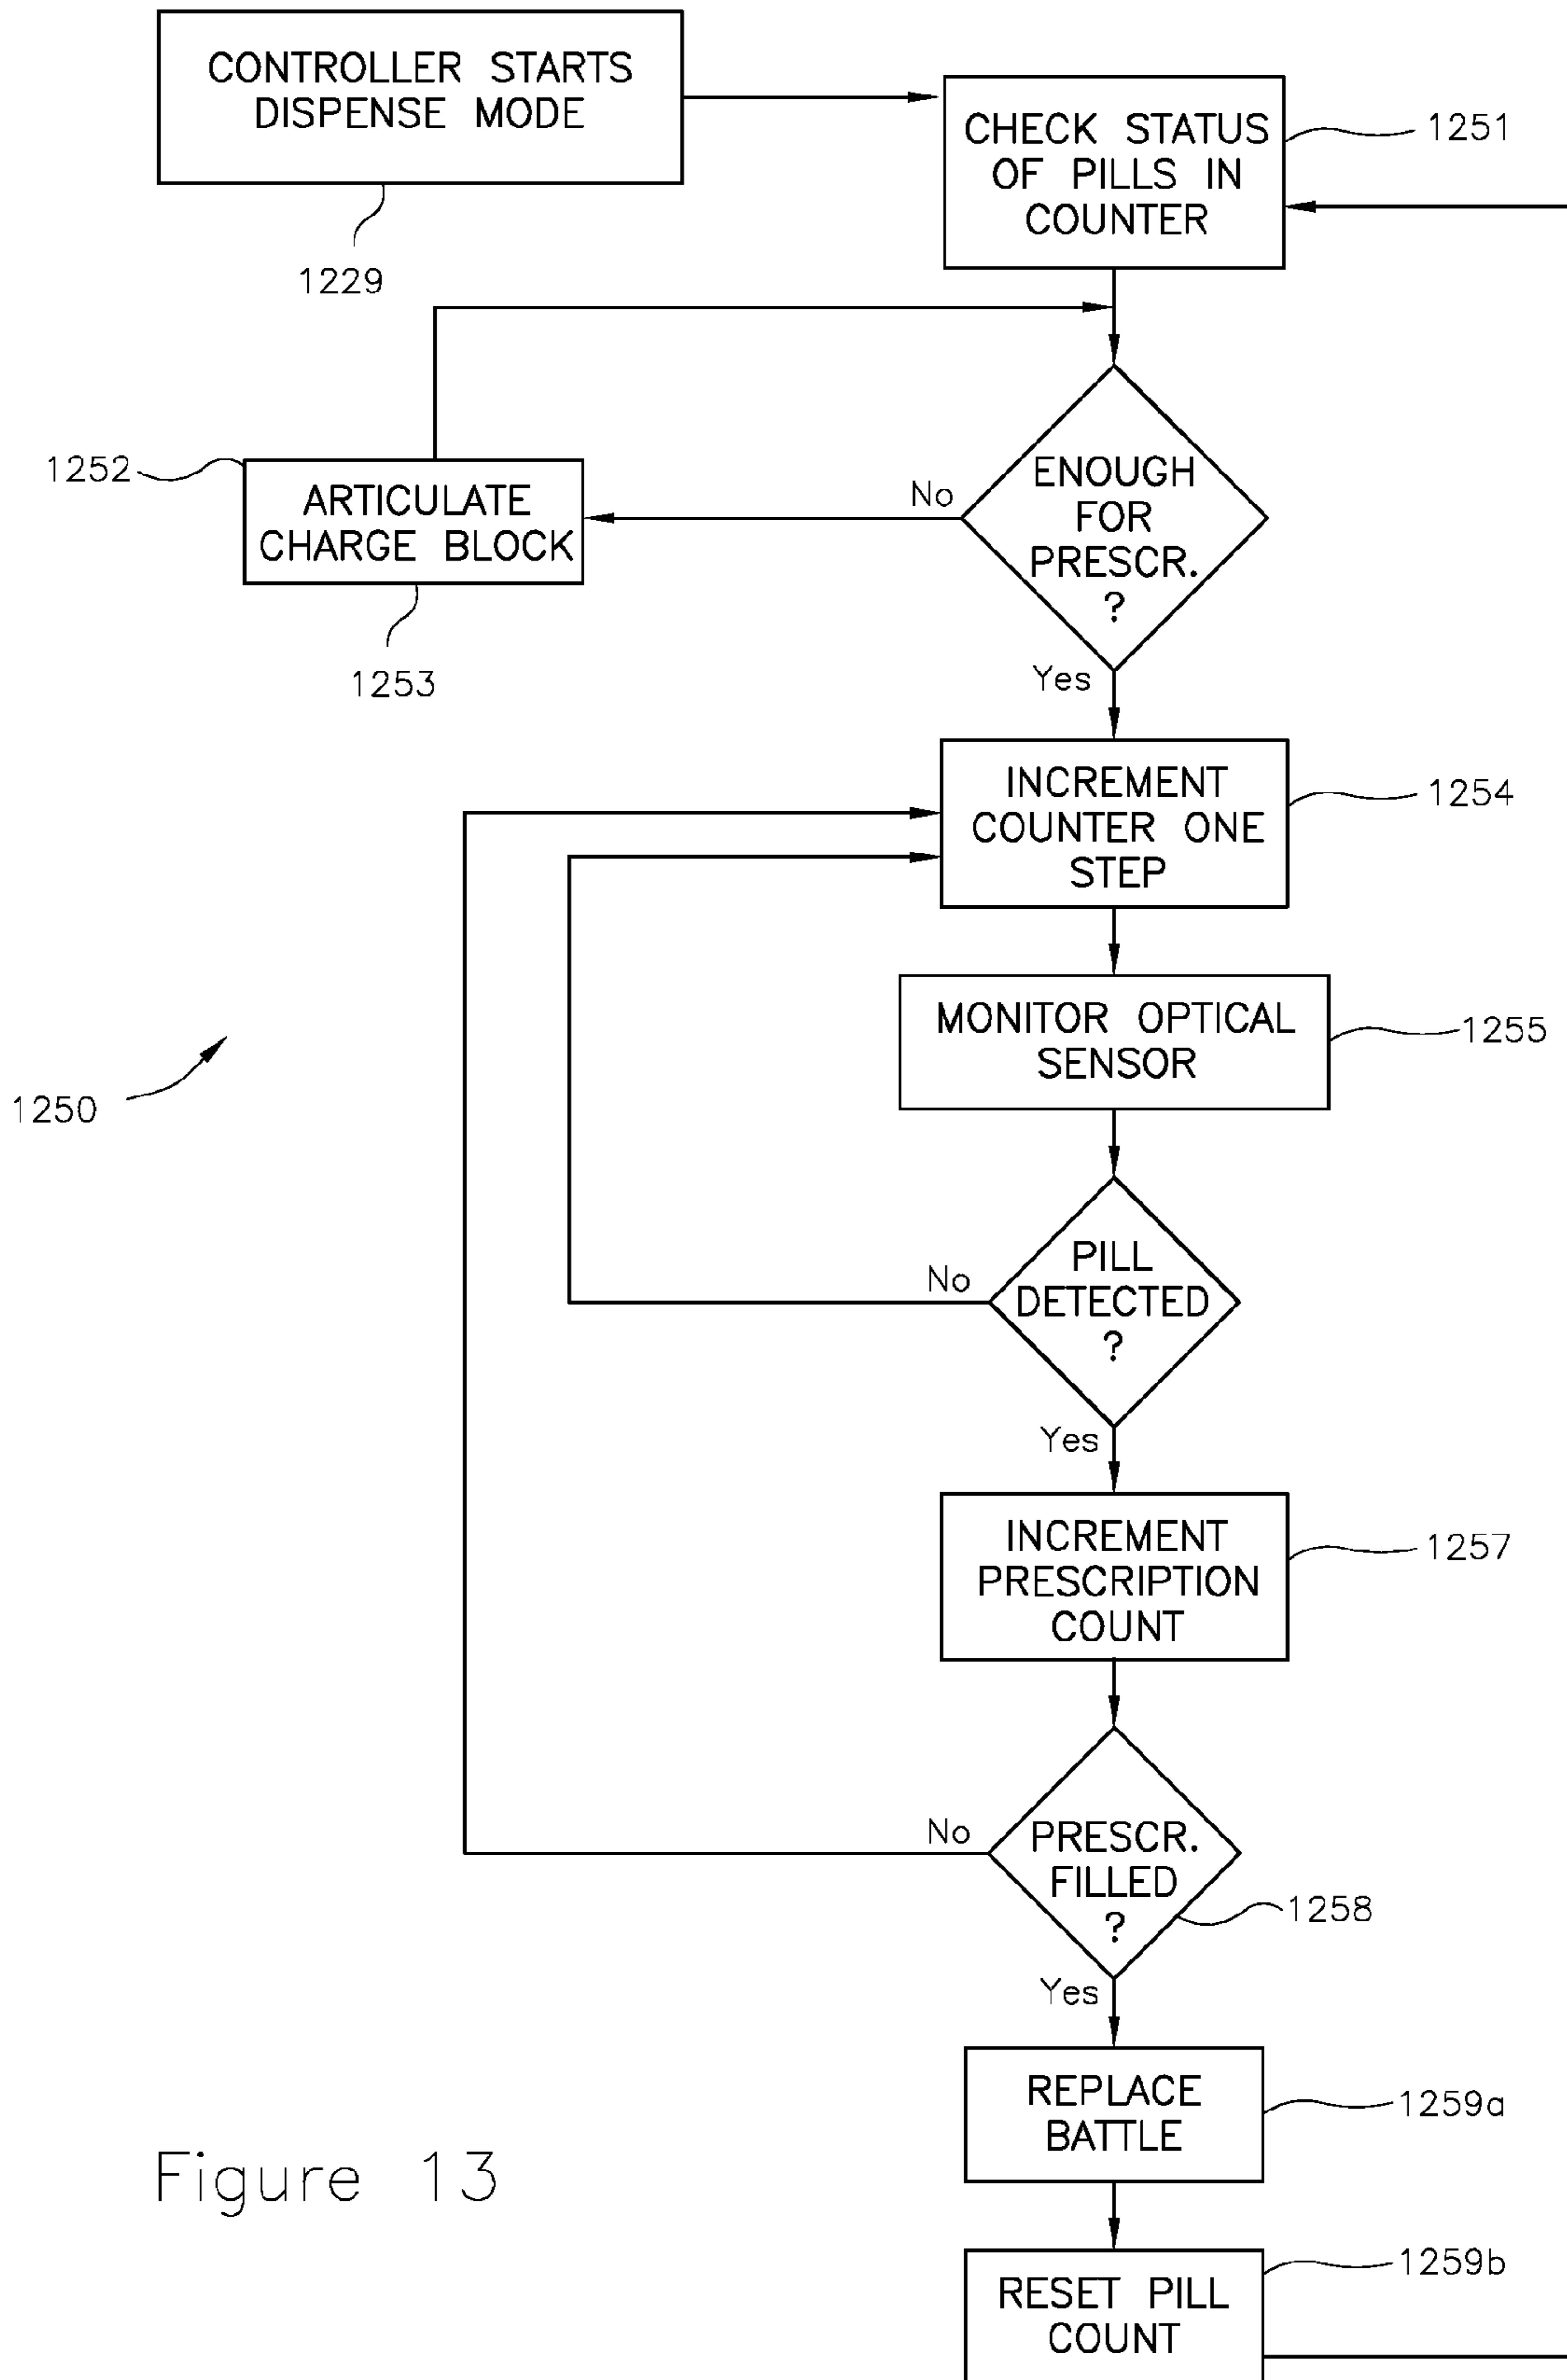 CONTROLLER STARTS
DISPENSE MODE
1229
CHECK STATUS
OF PILLS IN
COUNTER
1251
ENOUGH
FOR
PRESCR.
?
No
1252
ARTICULATE
CHARGE BLOCK
1253
Yes
INCREMENT
COUNTER ONE
STEP
1254
MONITOR OPTICAL
SENSOR
1255
1250
PILL
DETECTED
?
No
Yes
INCREMENT
PRESCRIPTION
COUNT
1257
No
PRESCR.
FILLED
?
1258
Yes
REPLACE
BATTLE
1259a
RESET PILL
COUNT
1259b
Figure 13